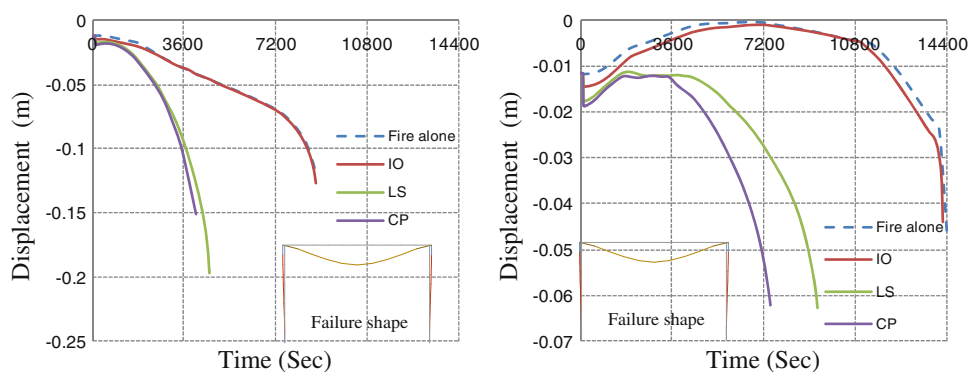 0
0 3600 7200 10800 14400
-0.05
-0.1
-0.15
-0.2
-0.25
Displacement (m)
Fire alone
IO
LS
CP
Failure shape
Time (Sec)
0
0 3600 7200 10800 14400
-0.01
-0.02
-0.03
-0.04
-0.05
-0.06
-0.07
Displacement (m)
Fire alone
IO
LS
CP
Failure shape
Time (Sec)